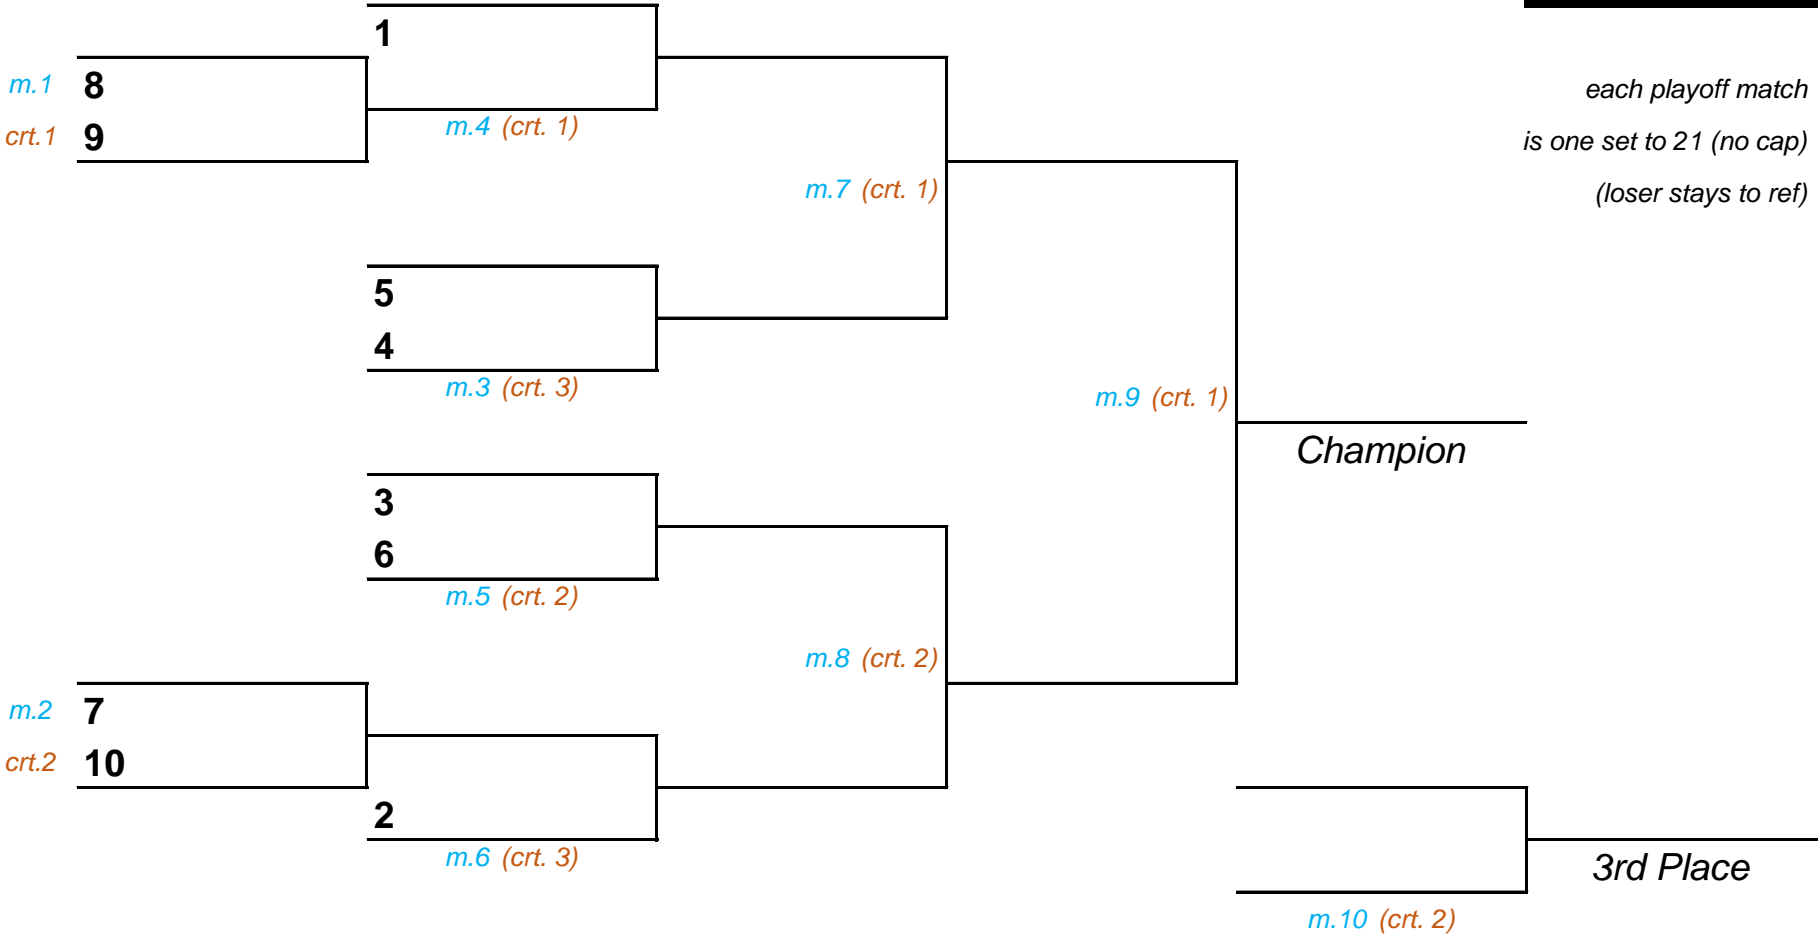 1
m.1 8
each playoff match
m.4 (crt. 1)
crt.1 9
is one set to 21 (no cap)
m.7 (crt. 1)
(loser stays to ref)
5
4
m.3 (crt. 3)
m.9 (crt. 1)
Champion
3
6
m.5 (crt. 2)
m.8 (crt. 2)
m.2 7
crt.2 10
2
m.6 (crt. 3)
3rd Place
m.10 (crt. 2)